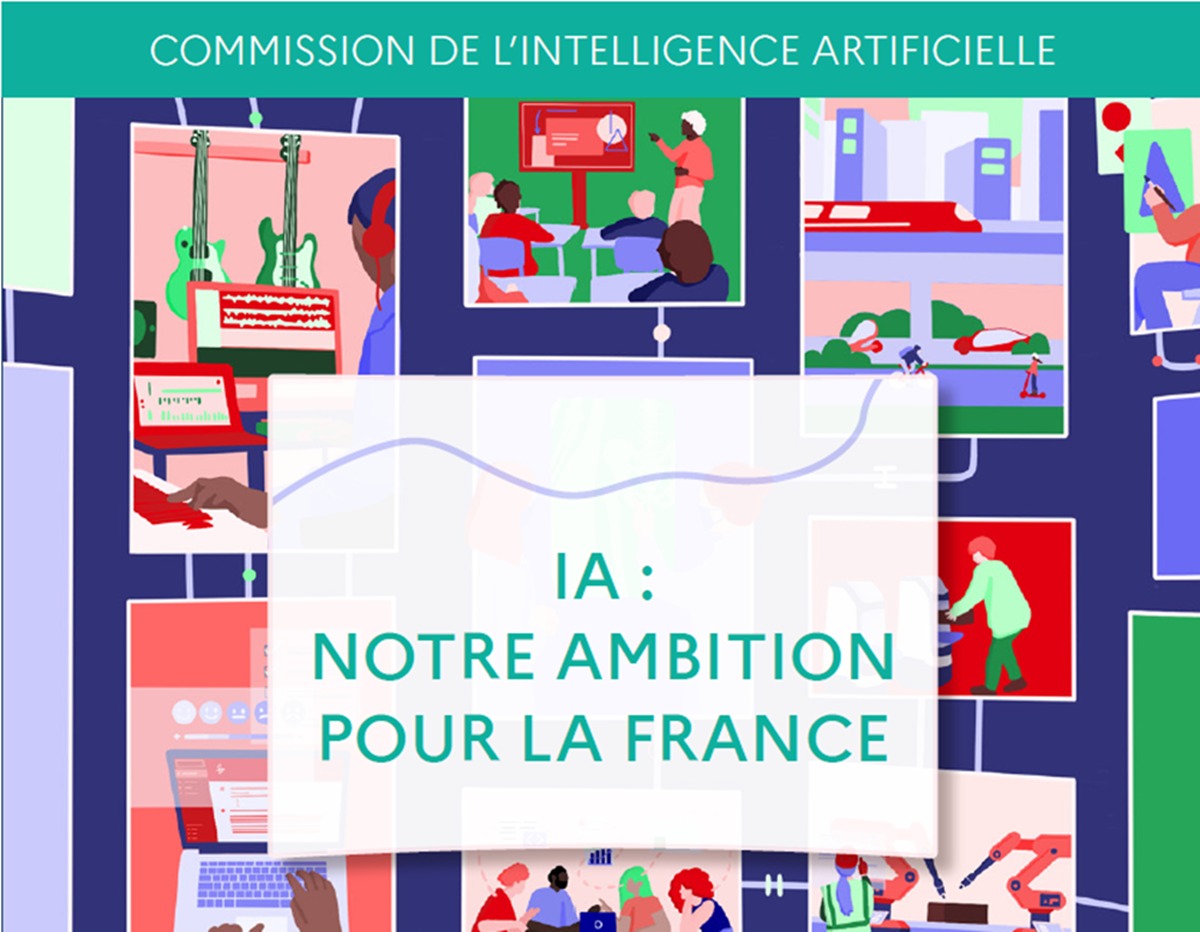 COMMISSION DE L’INTELLIGENCE ARTIFICIELLE
IA :
NOTRE AMBITION
POUR LA FRANCE